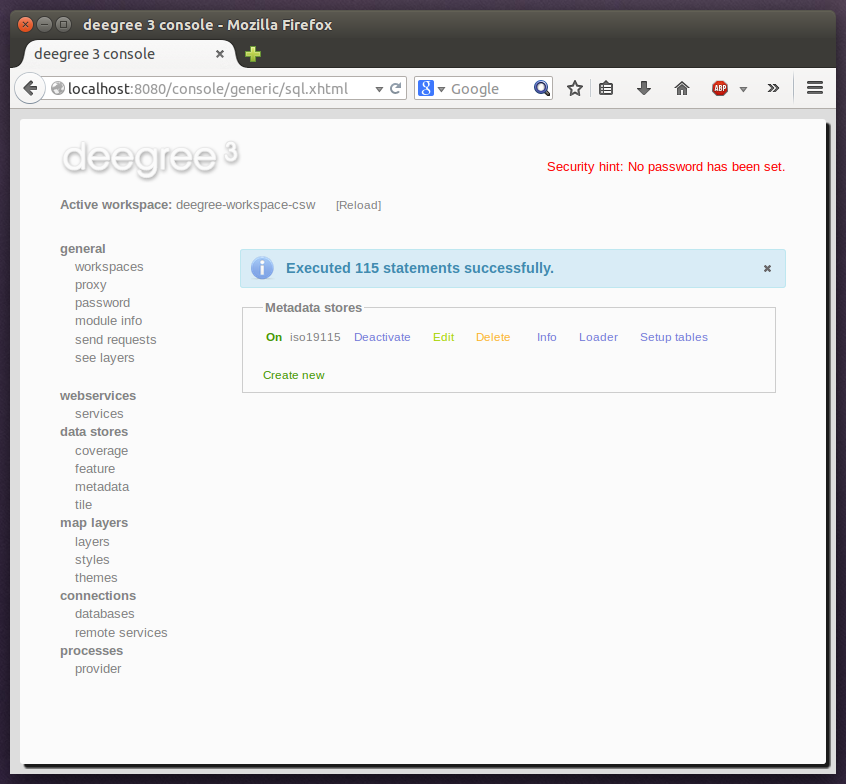 deegree 3 console - Mozilla Firefox
deegree 3 console
localhost:8080/console/generic/sql.xhtml
8 Google
ABP
deegree 3
Security hint: No password has been set.
Active workspace: deegree-workspace-csw [Reload]
general
workspaces
proxy
password
module info
send requests
see layers
webservices
services
data stores
coverage
feature
metadata
tile
map layers
layers
styles
themes
connections
databases
remote services
processes
provider
Executed 115 statements successfully.
Metadata stores
On iso19115 Deactivate Edit Delete Info Loader Setup tables
Create new